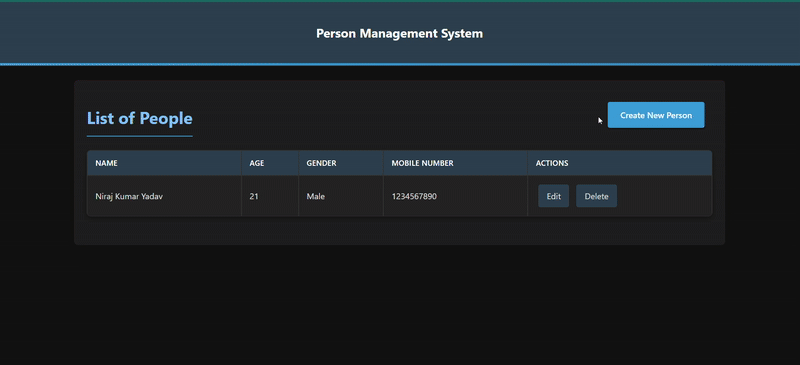 Person Management System
List of People
Create New Person
NAME AGE GENDER MOBILE NUMBER ACTIONS
Niraj Kumar Yadav 21 Male 1234567890 Edit Delete